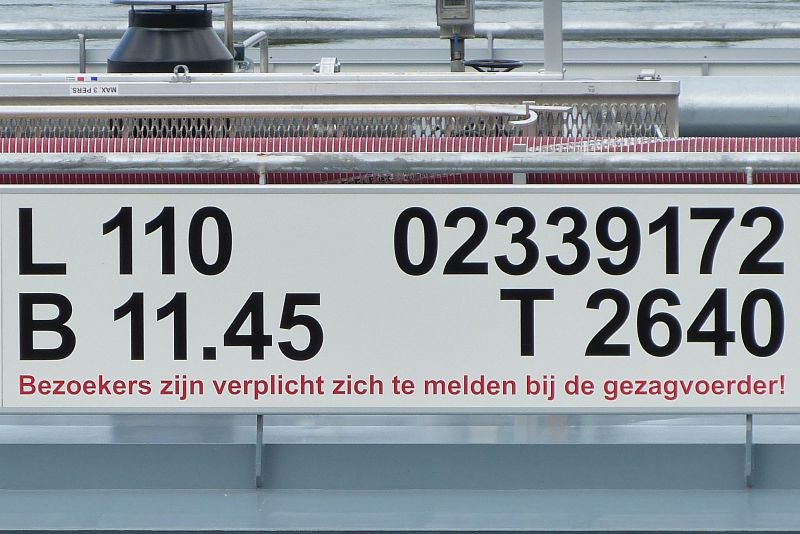 MAX. 3 PERS.
L 110 02339172
B 11.45 T 2640
Bezoekers zijn verplicht zich te melden bij de gezagvoerder!